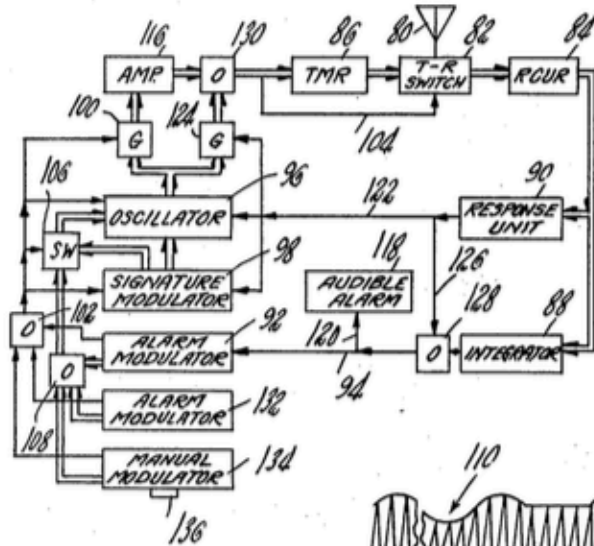 116
130
86
80
82
84
AMP.
O
TMR
T-R SWITCH
RCUR
100
124
104
G
G
106
96
122
90
OSCILLATOR
RESPONSE UNIT
SW
98
118
126
SIGNATURE MODULATOR
AUDIBLE ALARM
128
88
102
92
120
O
ALARM MODULATOR
O
INTEGRATOR
O
94
ALARM MODULATOR
132
108
MANUAL MODULATOR
134
110
136